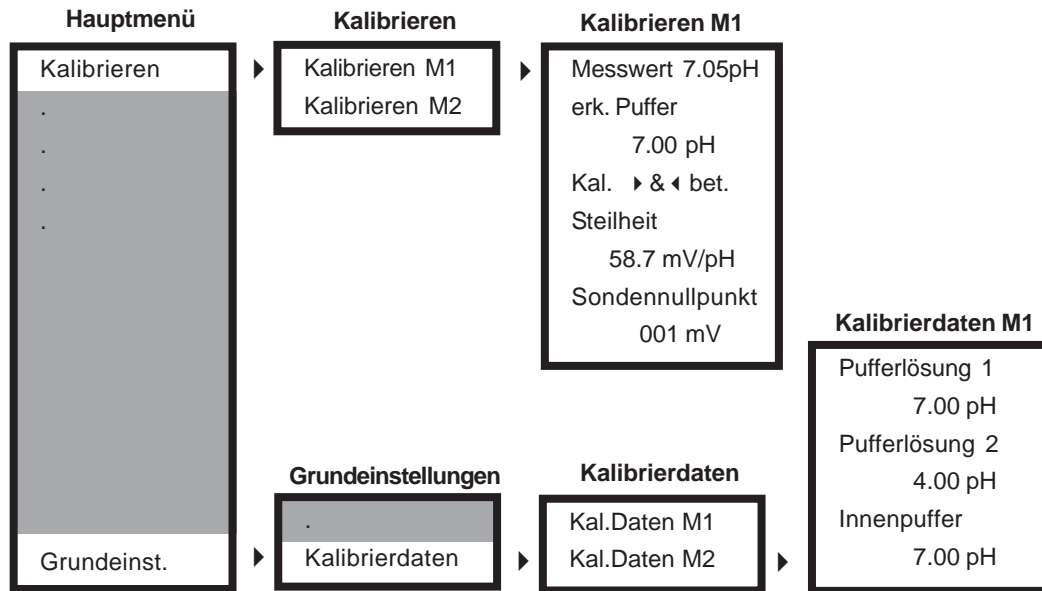 Hauptmenü
Kalibrieren
.
.
.
.
Grundeinst.
Kalibrieren
Kalibrieren M1
Kalibrieren M2
Kalibrieren M1
Messwert 7.05pH
erk. Puffer
7.00 pH
Kal. ▸ & ◂ bet.
Steilheit
58.7 mV/pH
Sondennullpunkt
001 mV
Grundeinstellungen
.
Kalibrierdaten
Kalibrierdaten
Kal.Daten M1
Kal.Daten M2
Kalibrierdaten M1
Pufferlösung 1
7.00 pH
Pufferlösung 2
4.00 pH
Innenpuffer
7.00 pH